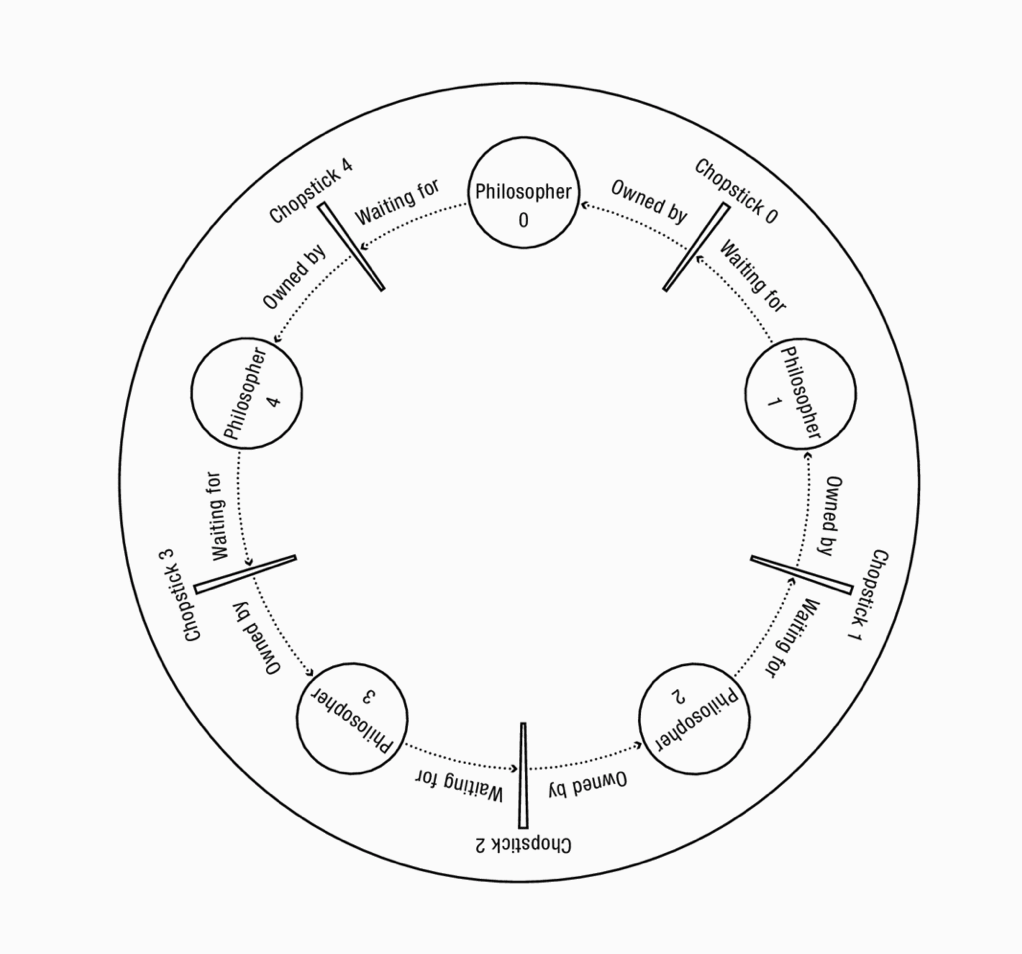 Philosopher
0
Owned by
Chopstick 0
Waiting for
Philosopher
1
Owned by
Chopstick 1
Waiting for
Philosopher
2
Owned by
Chopstick 2
Waiting for
Philosopher
3
Owned by
Chopstick 3
Waiting for
Philosopher
4
Owned by
Chopstick 4
Waiting for